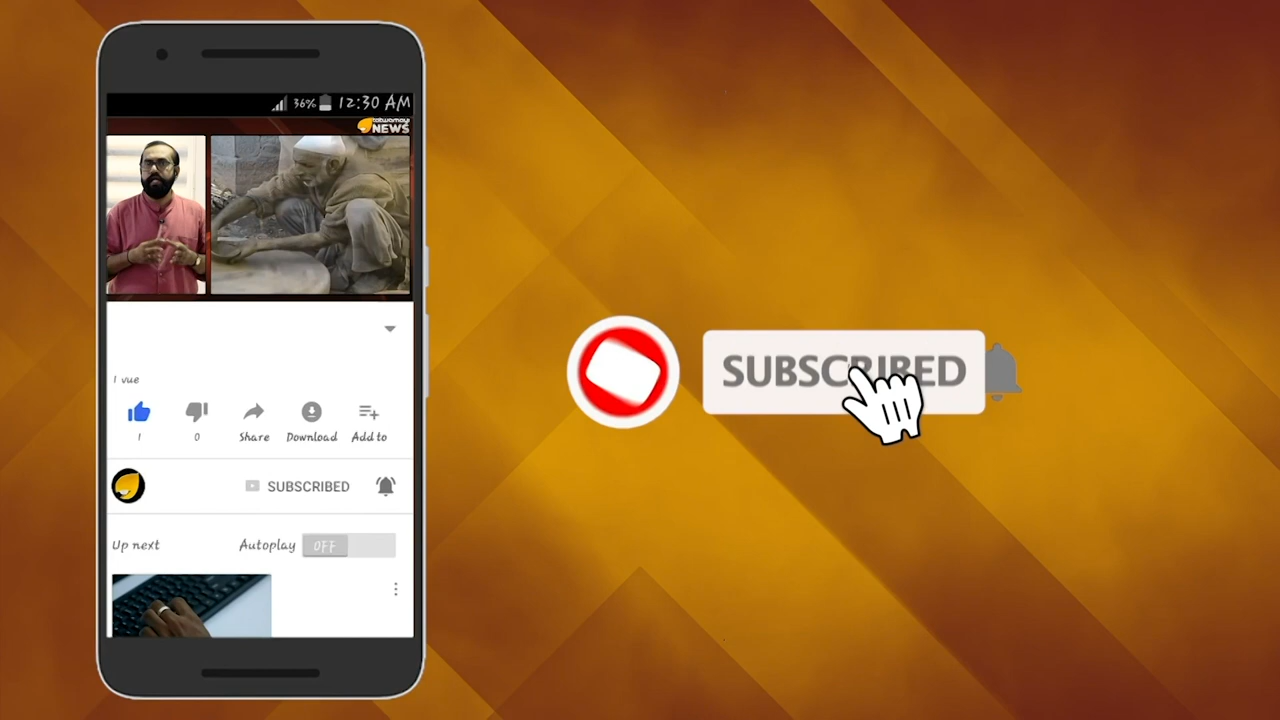 36% 12:30 AM
tatwamayi
NEWS
1 vue
1 0 Share Download Add to
SUBSCRIBED
Up next Autoplay OFF
SUBSCRIBED